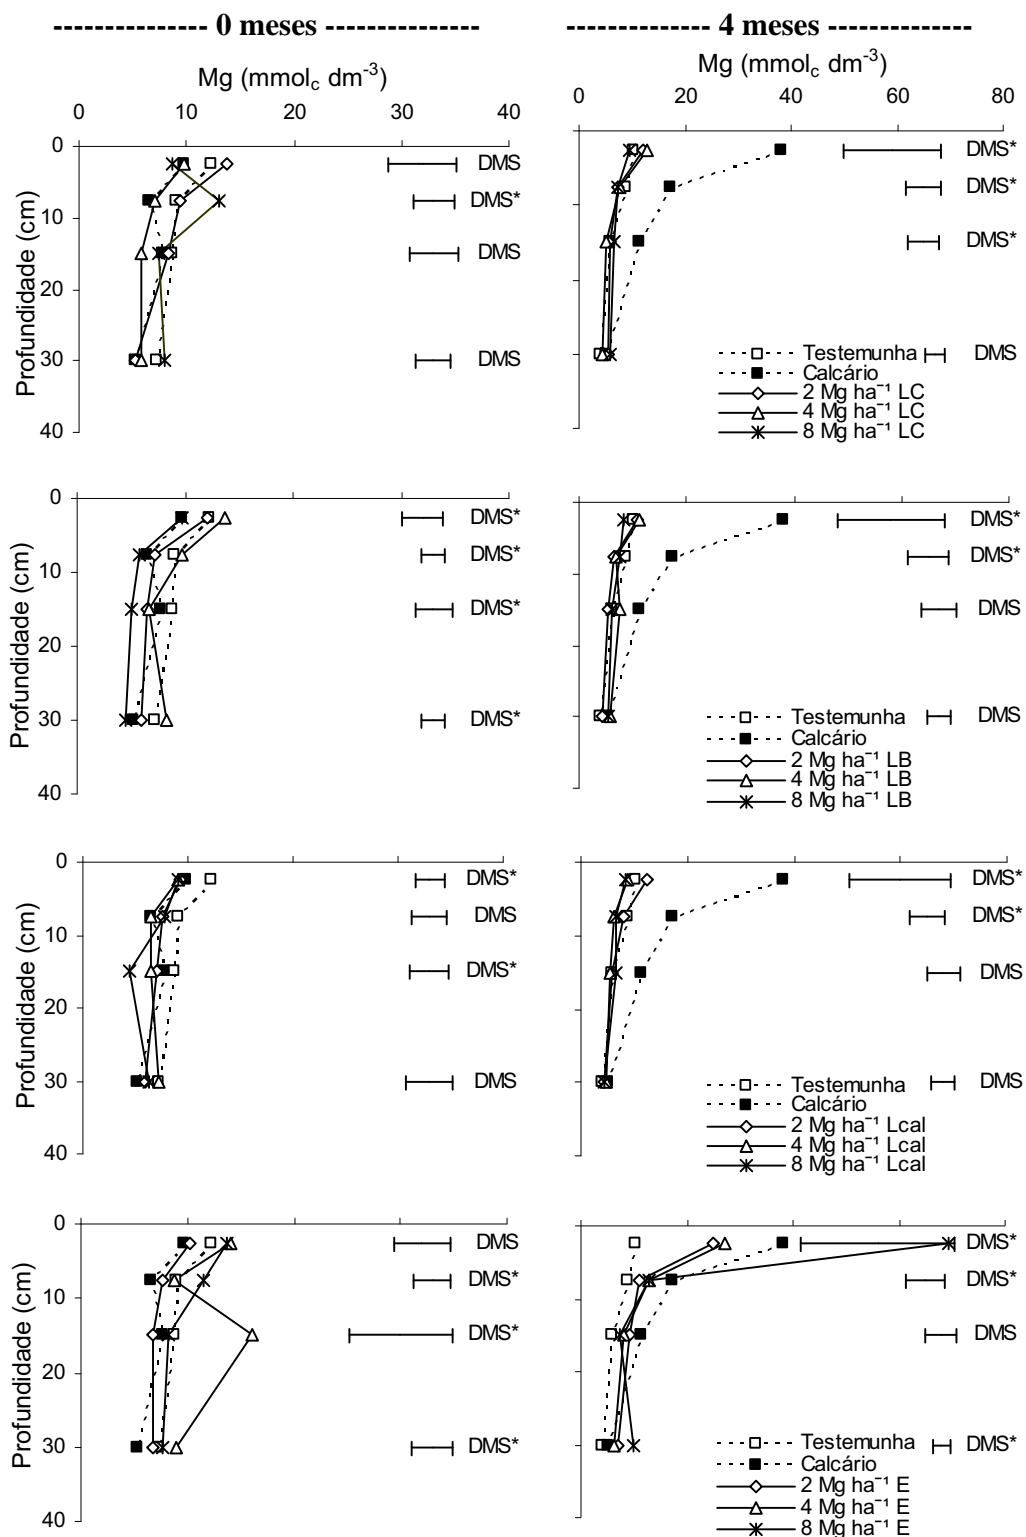 0 meses
4 meses
Mg (mmolc dm-3)
Mg (mmolc dm-3)
0 10 20 30 40
0 20 40 60 80
0
10
20
30
40
Profundidade (cm)
DMS
DMS*
DMS
DMS
DMS*
DMS*
DMS*
DMS
Testemunha
Calcário
2 Mg ha⁻¹ LC
4 Mg ha⁻¹ LC
8 Mg ha⁻¹ LC
0
10
20
30
40
Profundidade (cm)
DMS*
DMS*
DMS*
DMS*
DMS*
DMS*
DMS
DMS
Testemunha
Calcário
2 Mg ha⁻¹ LB
4 Mg ha⁻¹ LB
8 Mg ha⁻¹ LB
0
10
20
30
40
Profundidade (cm)
DMS*
DMS
DMS*
DMS
DMS*
DMS*
DMS
DMS
Testemunha
Calcário
2 Mg ha⁻¹ Lcal
4 Mg ha⁻¹ Lcal
8 Mg ha⁻¹ Lcal
0
10
20
30
40
Profundidade (cm)
DMS
DMS*
DMS*
DMS*
DMS*
DMS*
DMS
DMS*
Testemunha
Calcário
2 Mg ha⁻¹ E
4 Mg ha⁻¹ E
8 Mg ha⁻¹ E